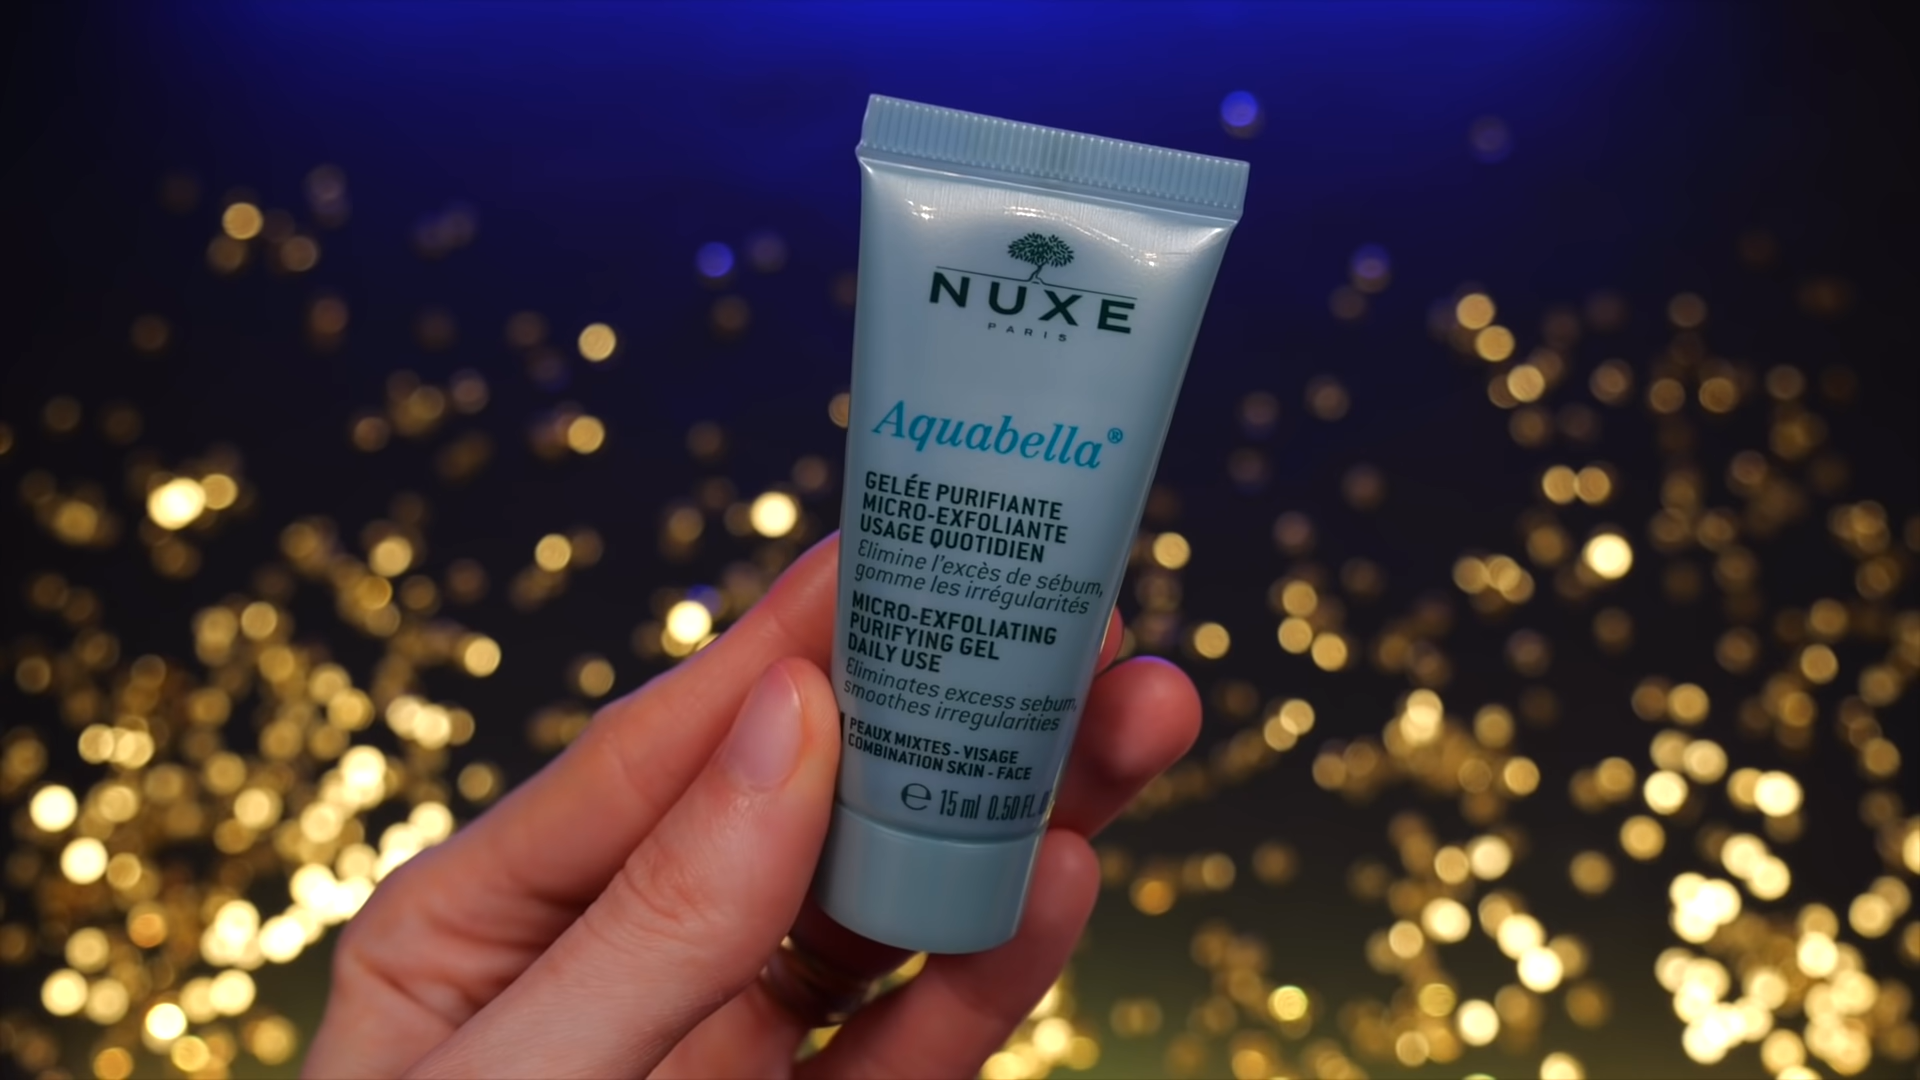 NUXE
PARIS
Aquabella®
GELÉE PURIFIANTE
MICRO-EXFOLIANTE
USAGE QUOTIDIEN
Elimine l'excès de sébum,
gomme les irrégularités
MICRO-EXFOLIATING
PURIFYING GEL
DAILY USE
Eliminates excess sebum,
smoothes irregularities
PEAUX MIXTES - VISAGE
COMBINATION SKIN - FACE
℮ 15 ml 0.50 FL.